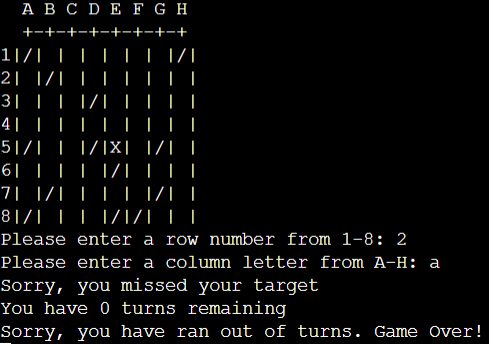 A B C D E F G H
  +-+-+-+-+-+-+-+
1|/| | | | | | |/|
2| |/| | | | | | |
3| | | |/| | | | |
4| | | | | | | | |
5|/| | |/|X| |/| |
6| | | | |/| | | |
7| |/| | | | |/| |
8|/| | | |/|/| | |
Please enter a row number from 1-8: 2
Please enter a column letter from A-H: a
Sorry, you missed your target
You have 0 turns remaining
Sorry, you have ran out of turns. Game Over!